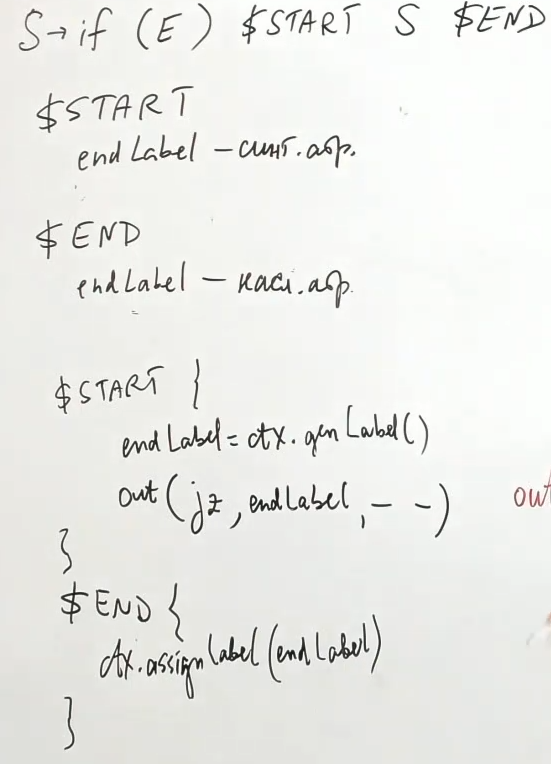 S→if (E) $START S $END
$START
endLabel – синт. атр.
$END
endLabel – насл. атр.
$START {
endLabel = ctx.genLabel()
out (jz, endLabel, – –)
out
}
$END {
ctx.assignLabel(endLabel)
}